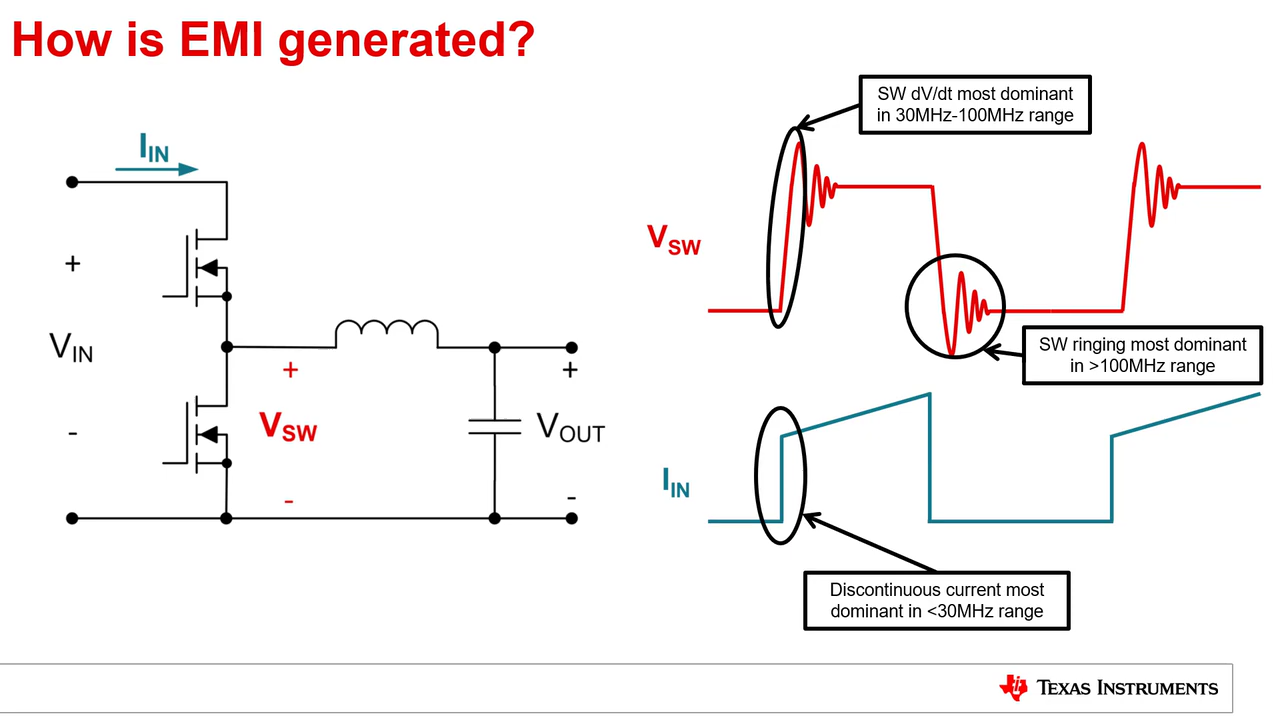 How is EMI generated?
IIN
+
VIN
-
+
VSW
-
+
VOUT
-
SW dV/dt most dominant
in 30MHz-100MHz range
VSW
SW ringing most dominant
in >100MHz range
IIN
Discontinuous current most
dominant in <30MHz range
TEXAS INSTRUMENTS